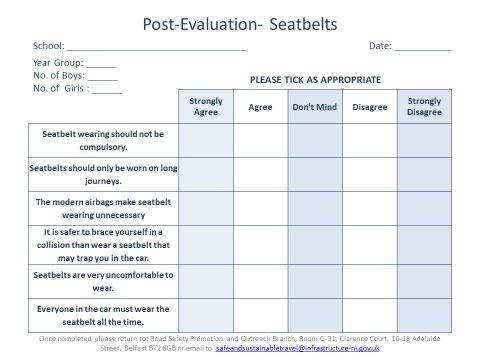 Post-Evaluation- Seatbelts
School: ________________________________ Date: __________
Year Group: _____
No. of Boys: _____
No. of Girls : _____
PLEASE TICK AS APPROPRIATE
Strongly Agree Agree Don't Mind Disagree Strongly Disagree
Seatbelt wearing should not be
compulsory.
Seatbelts should only be worn on long
journeys.
The modern airbags make seatbelt
wearing unnecessary
It is safer to brace yourself in a
collision than wear a seatbelt that
may trap you in the car.
Seatbelts are very uncomfortable to
wear.
Everyone in the car must wear the
seatbelt all the time.
Once completed please return to: Road Safety Promotion and Outreach Branch, Room G-31, Clarence Court, 10-18 Adelaide
Street, Belfast BT2 8GB or email to safeandsustainabletravel@infrastructure-ni.gov.uk